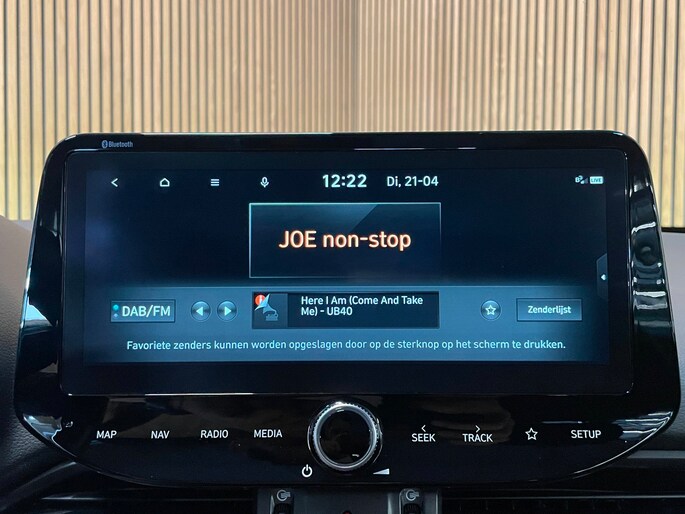 Bluetooth
12:22 Di, 21-04
LIVE
JOE non-stop
DAB/FM
Here I Am (Come And Take
Me) - UB40
Zenderlijst
Favoriete zenders kunnen worden opgeslagen door op de sterknop op het scherm te drukken.
MAP NAV RADIO MEDIA SEEK TRACK SETUP